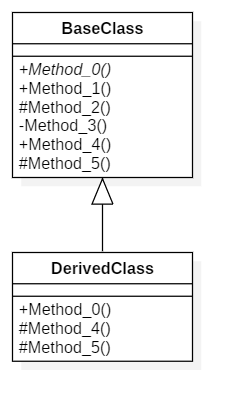 BaseClass
+Method_0()
+Method_1()
#Method_2()
-Method_3()
+Method_4()
#Method_5()
DerivedClass
+Method_0()
#Method_4()
#Method_5()